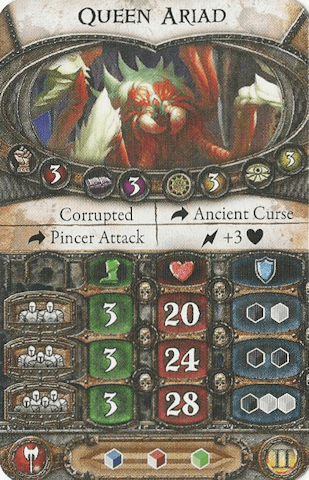 QUEEN ARIAD
3 3 3 3
Corrupted Ancient Curse
Pincer Attack +3
3 20
3 24
3 28
II